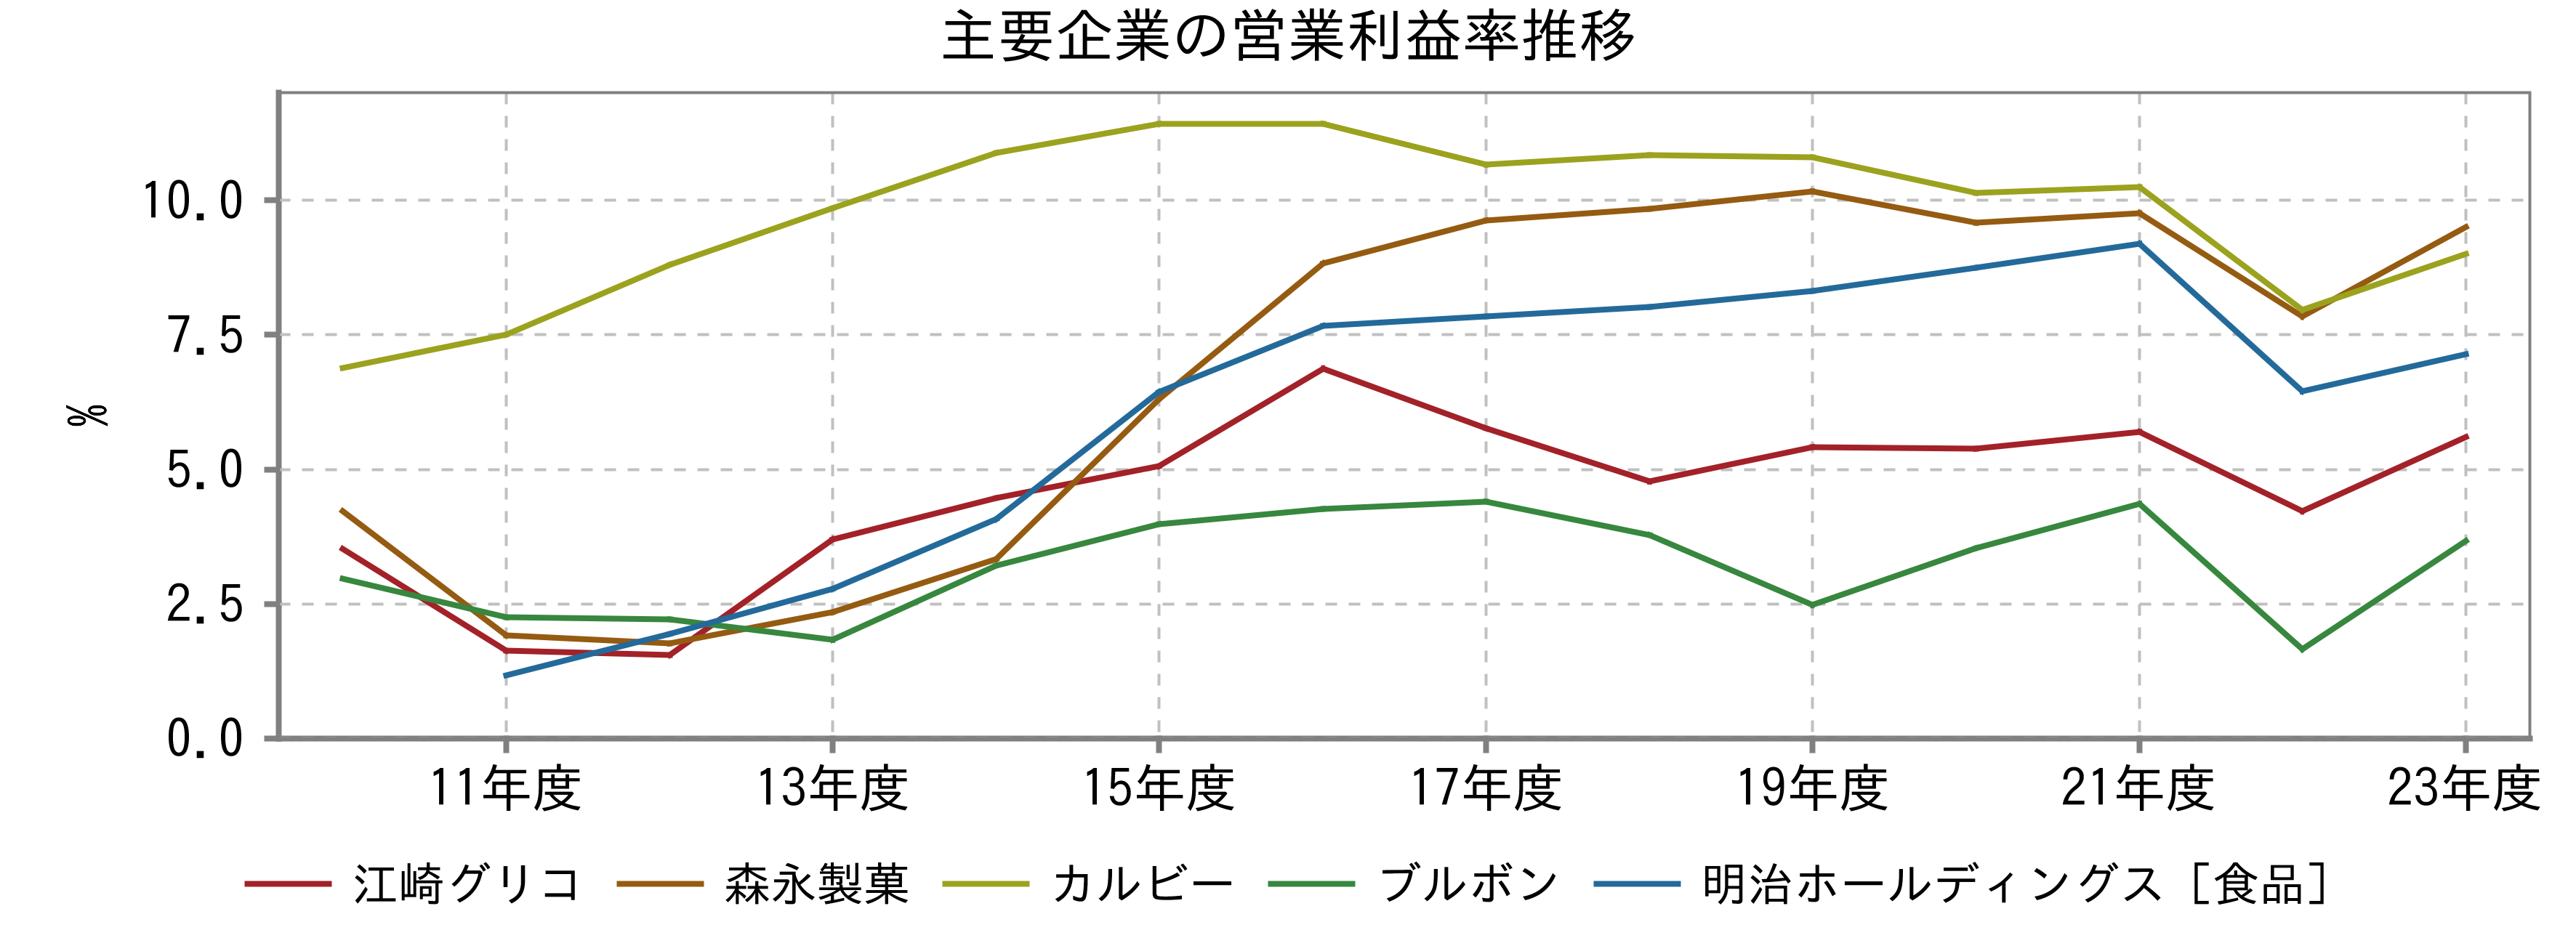 主要企業の営業利益率推移
10.0
7.5
5.0
2.5
0.0
%
11年度 13年度 15年度 17年度 19年度 21年度 23年度
江崎グリコ 森永製菓 カルビー ブルボン 明治ホールディングス［食品］